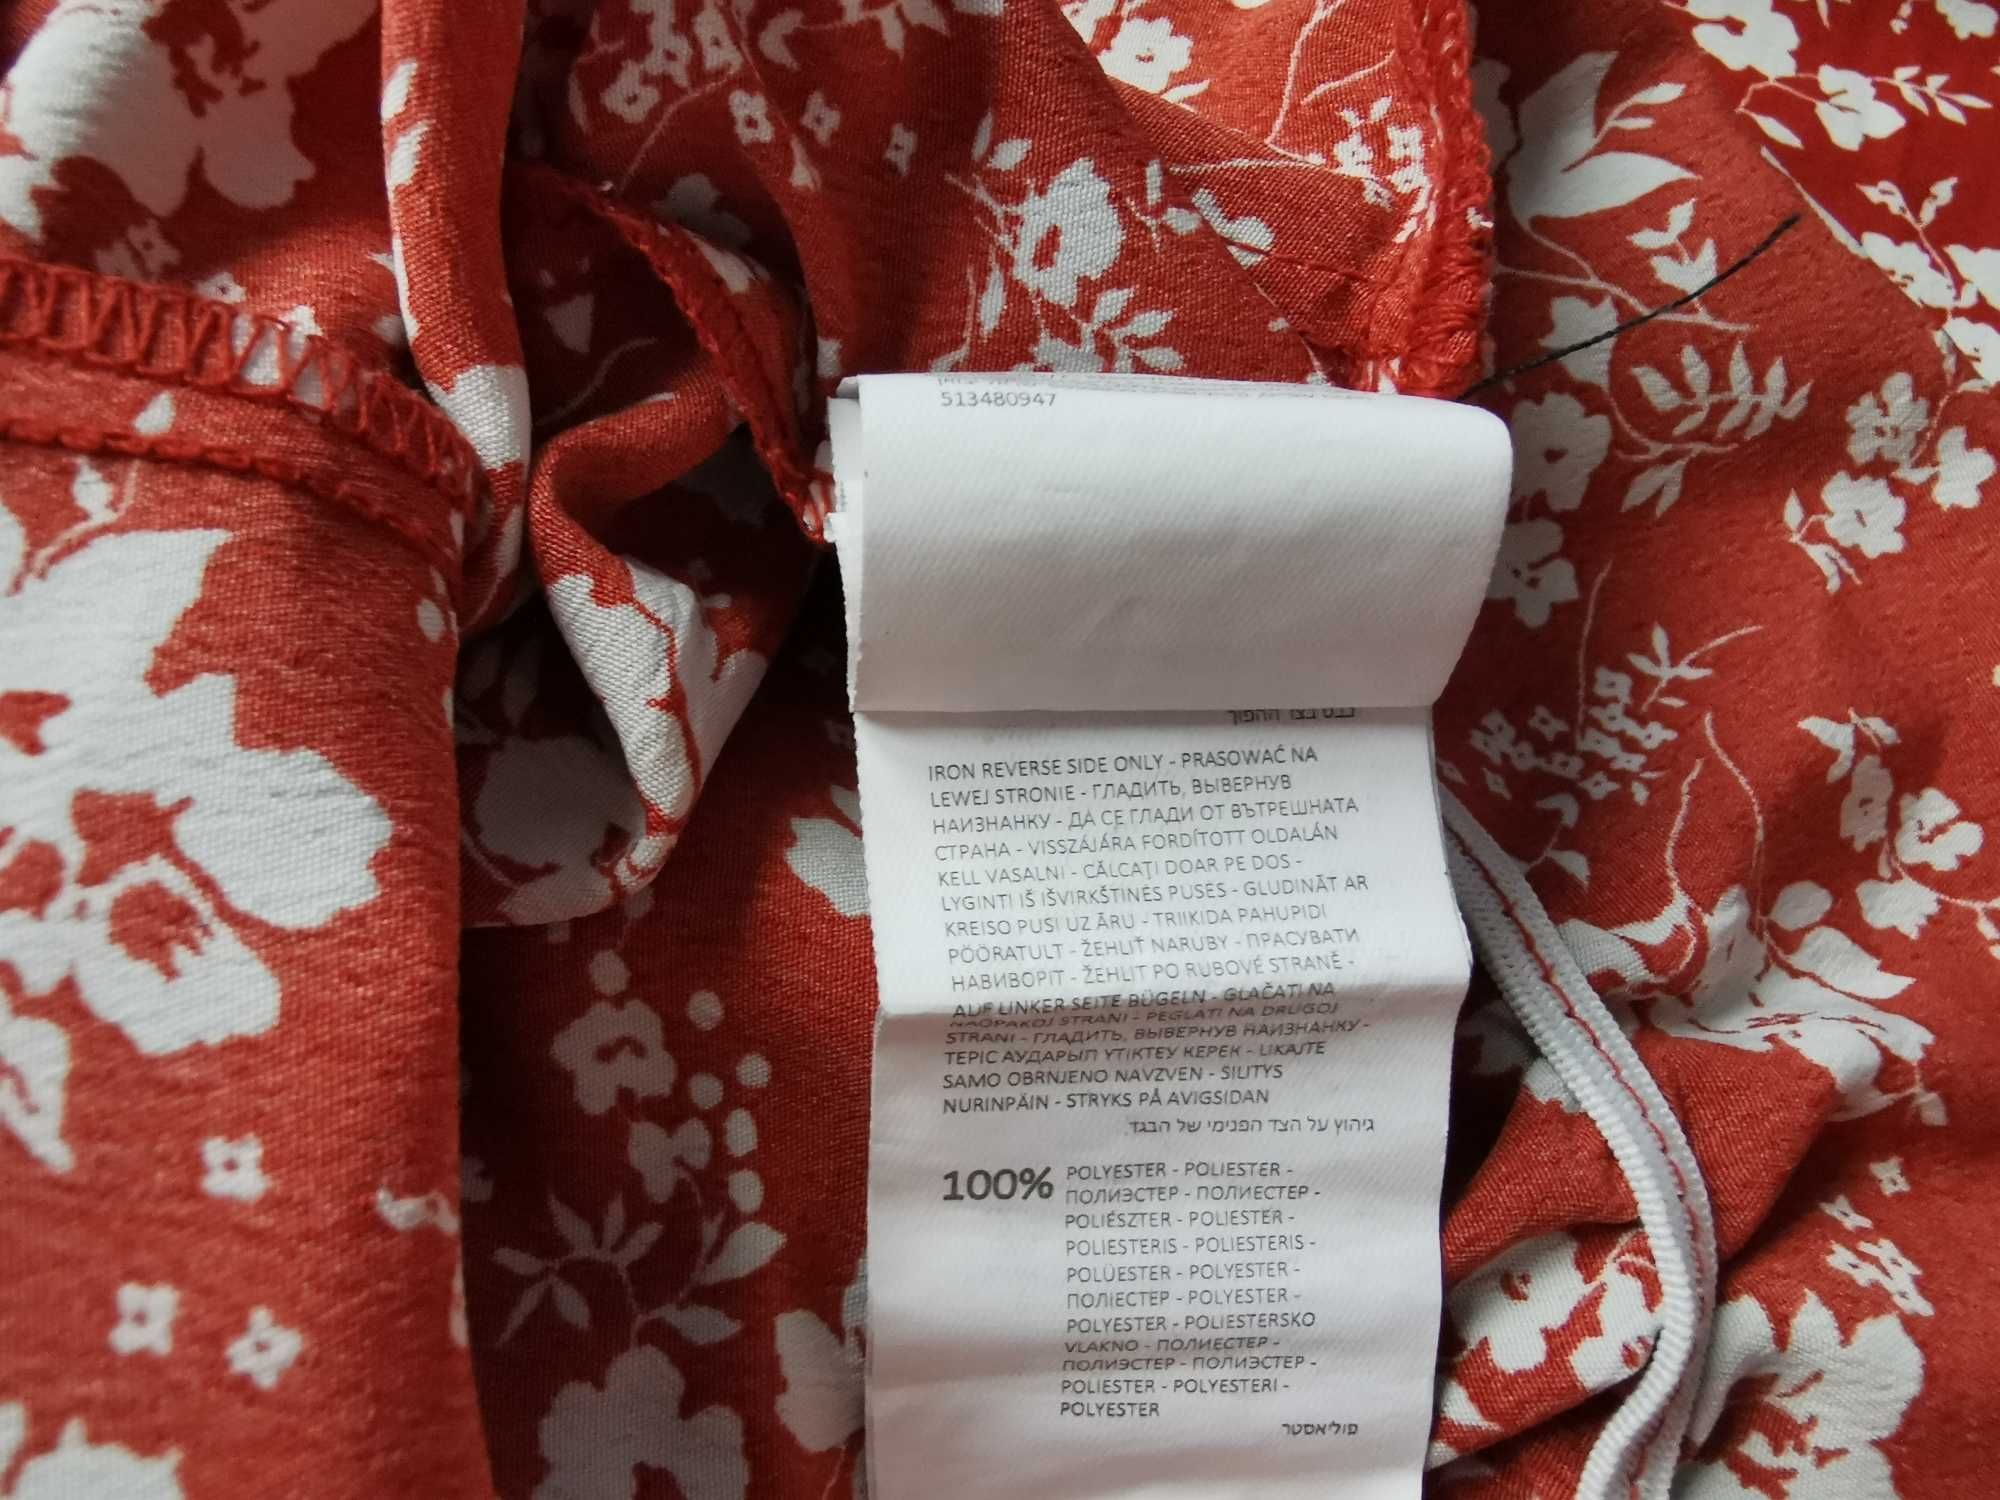 513480947
כבס בצד ההפוך
IRON REVERSE SIDE ONLY - PRASOWAĆ NA
LEWEJ STRONIE - ГЛАДИТЬ, ВЫВЕРНУВ
НАИЗНАНКУ - ДА СЕ ГЛАДИ ОТ ВЪТРЕШНАТА
СТРАНА - VISSZÁJÁRA FORDÍTOTT OLDALÁN
KELL VASALNI - CĂLCAŢI DOAR PE DOS -
LYGINTI IŠ IŠVIRKŠTINĖS PUSĖS - GLUDINĀT AR
KREISO PUSI UZ ĀRU - TRIIKIDA PAHUPIDI
PÖÖRATULT - ŽEHLIŤ NARUBY - ПРАСУВАТИ
НАВИВОРІТ - ŽEHLIT PO RUBOVÉ STRANĚ -
AUF LINKER SEITE BÜGELN - GLAČATI NA
NAOPAKOJ STRANI - PEGLATI NA DRUGOJ
STRANI - ГЛАДИТЬ, ВЫВЕРНУВ НАИЗНАНКУ -
ТЕРІС АУДАРЫП ҮТІКТЕУ КЕРЕК - LIKAJTE
SAMO OBRNJENO NAVZVEN - SILITYS
NURINPÄIN - STRYKS PÅ AVIGSIDAN
גיהוץ על הצד הפנימי של הבגד.
100% POLYESTER - POLIESTER -
ПОЛИЭСТЕР - ПОЛИЕСТЕР -
POLIÉSZTER - POLIESTER -
POLIESTERIS - POLIESTERIS -
POLÜESTER - POLYESTER -
ПОЛІЕСТЕР - POLYESTER -
POLYESTER - POLIESTERSKO
VLAKNO - ПОЛИЕСТЕР -
ПОЛИЭСТЕР - ПОЛИЭСТЕР -
POLIESTER - POLYESTERI -
POLYESTER
פוליאסטר